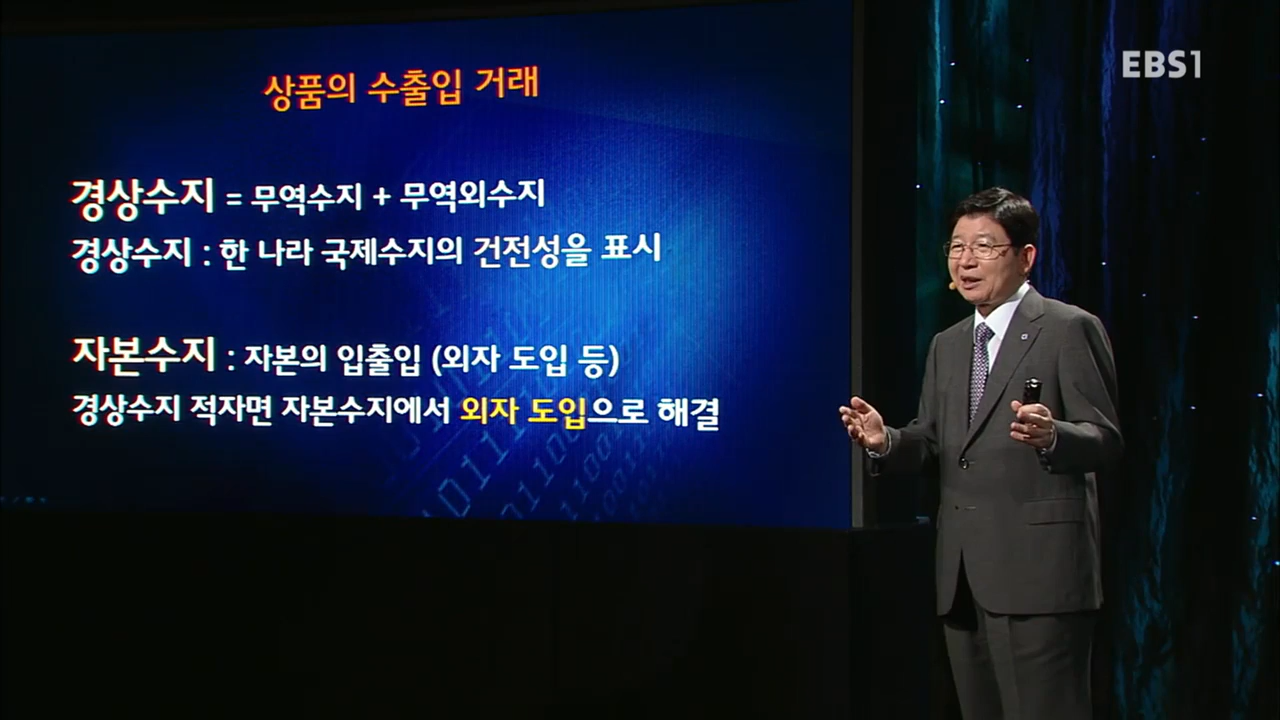 EBS1
상품의 수출입 거래
경상수지 = 무역수지 + 무역외수지
경상수지 : 한 나라 국제수지의 건전성을 표시
자본수지 : 자본의 입출입 (외자 도입 등)
경상수지 적자면 자본수지에서 외자 도입으로 해결